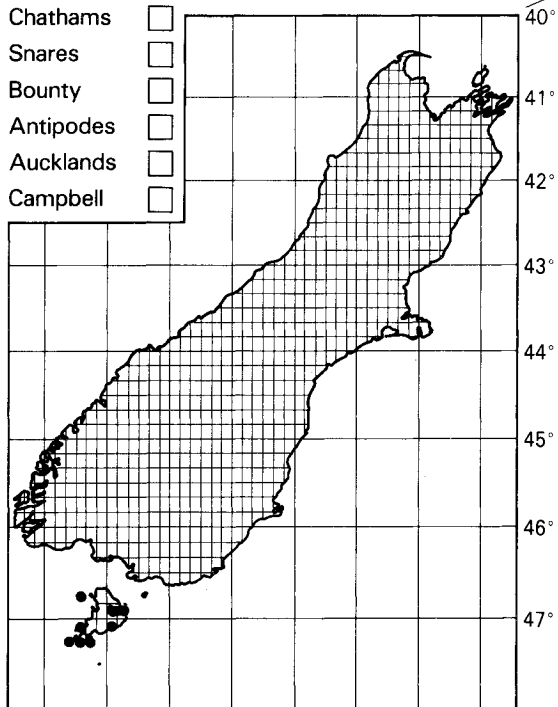 Chathams
Snares
Bounty
Antipodes
Aucklands
Campbell
40°
41°
42°
43°
44°
45°
46°
47°